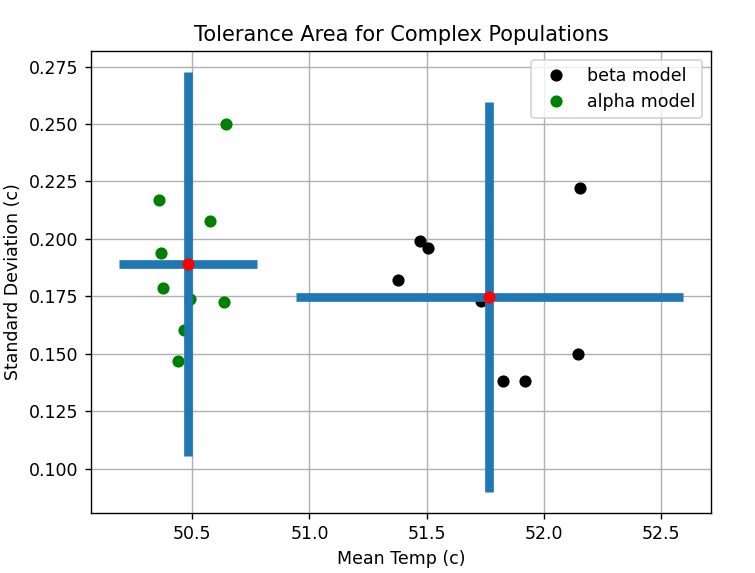 Tolerance Area for Complex Populations
beta model
alpha model
Standard Deviation (c)
0.275
0.250
0.225
0.200
0.175
0.150
0.125
0.100
50.5 51.0 51.5 52.0 52.5
Mean Temp (c)